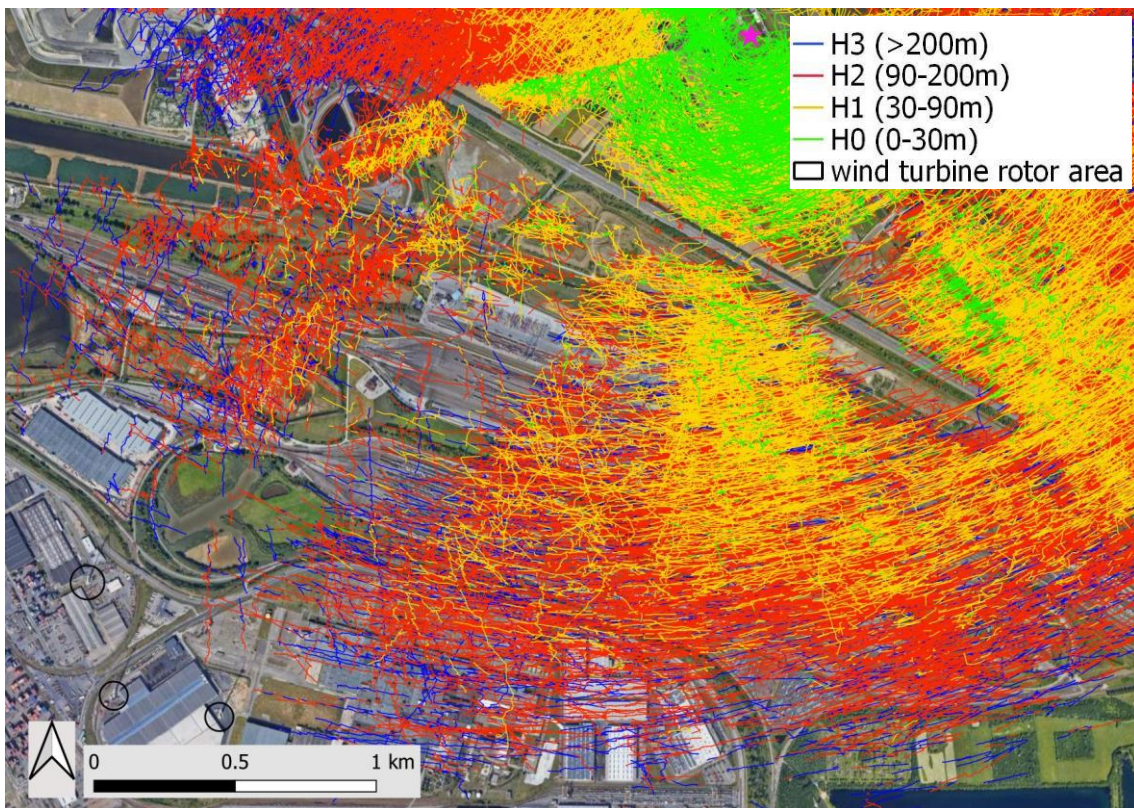 H3 (>200m)
H2 (90-200m)
H1 (30-90m)
H0 (0-30m)
wind turbine rotor area
0 0.5 1 km